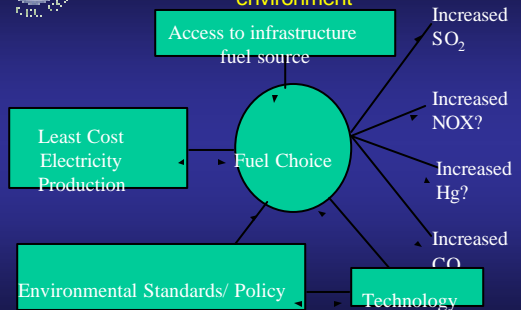 environment
Access to infrastructure
fuel source
Increased
SO2
Increased
NOX?
Least Cost
Electricity
Production
Fuel Choice
Increased
Hg?
Increased
CO
Environmental Standards/ Policy
Technology